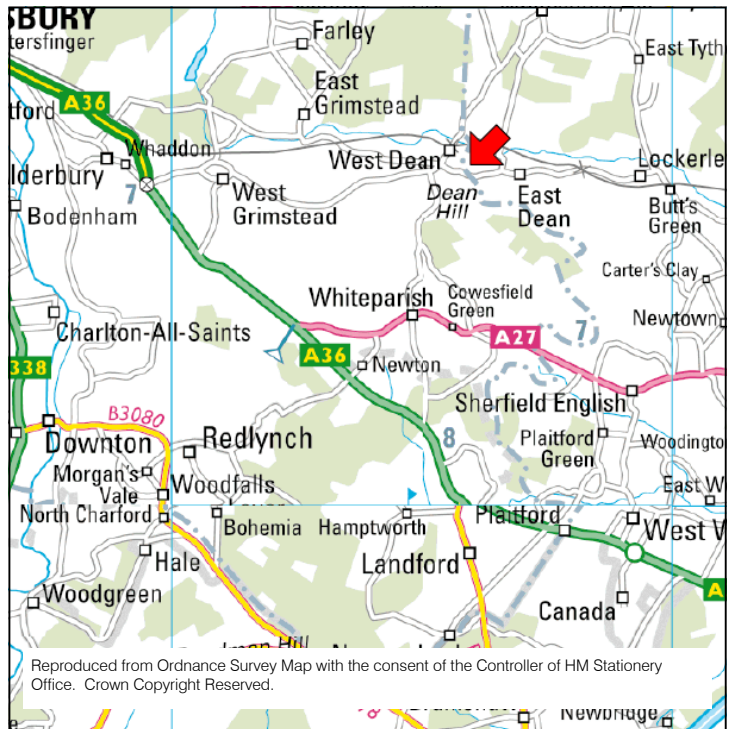 SBURY
tersfinger
Farley
East Tyth
East
Grimstead
tford
A36
Whaddon
West Dean
Lockerle
lderbury
7
West
Grimstead
Dean
Hill
East
Dean
Bodenham
Butt's
Green
Carter's Clay
Whiteparish
Cowesfield
Green
Newtown
Charlton-All-Saints
7
A27
A36
338
Newton
B3080
Sherfield English
Downton
Redlynch
8
Plaitford
Green
Woodingto
Morgan's
Vale
Woodfalls
East W
North Charford
Bohemia
Hamptworth
Plaitford
West W
Hale
Landford
Woodgreen
Canada
A
Reproduced from Ordnance Survey Map with the consent of the Controller of HM Stationery
Office. Crown Copyright Reserved.
Newbridge
e